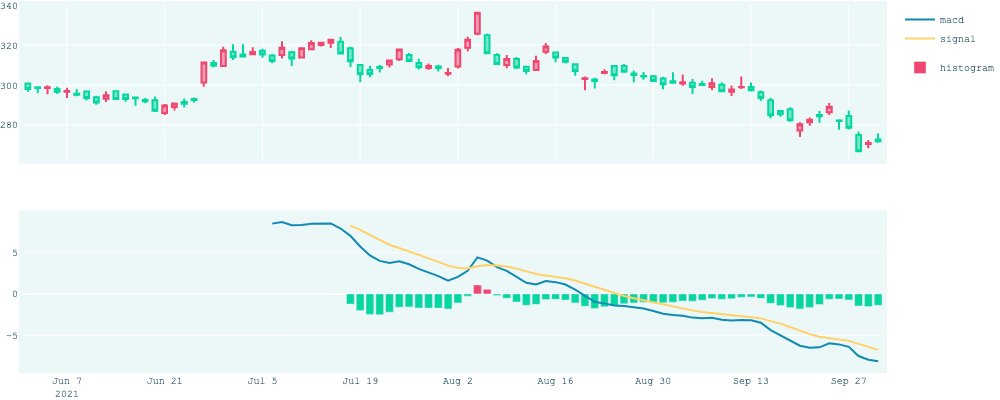 340
320
300
280
macd
signal
histogram
5
0
−5
Jun 7
2021
Jun 21
Jul 5
Jul 19
Aug 2
Aug 16
Aug 30
Sep 13
Sep 27